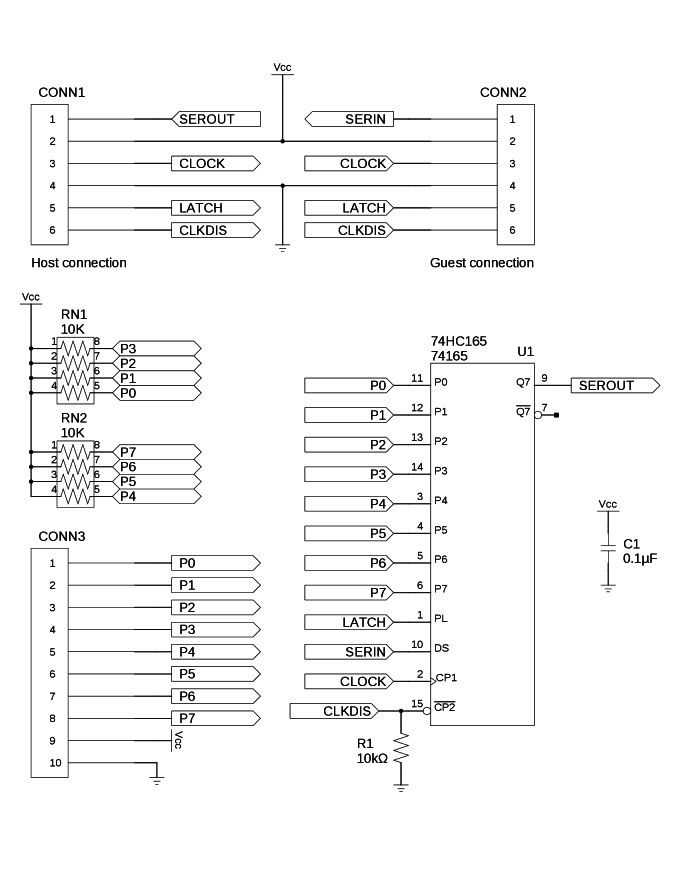 Vcc
CONN1
CONN2
1 SEROUT SERIN 1
2 2
3 CLOCK CLOCK 3
4 4
5 LATCH LATCH 5
6 CLKDIS CLKDIS 6
Host connection
Guest connection
Vcc
RN1
10K
1 8 P3
2 7 P2
3 6 P1
4 5 P0
RN2
10K
1 8 P7
2 7 P6
3 6 P5
4 5 P4
CONN3
1 P0
2 P1
3 P2
4 P3
5 P4
6 P5
7 P6
8 P7
9 Vcc
10
74HC165
74165 U1
P0 11 P0 Q7 9 SEROUT
P1 12 P1 Q7 7
P2 13 P2
P3 14 P3
P4 3 P4
P5 4 P5
P6 5 P6
P7 6 P7
LATCH 1 PL
SERIN 10 DS
CLOCK 2 CP1
CLKDIS 15 CP2
R1
10kΩ
Vcc
C1
0.1µF